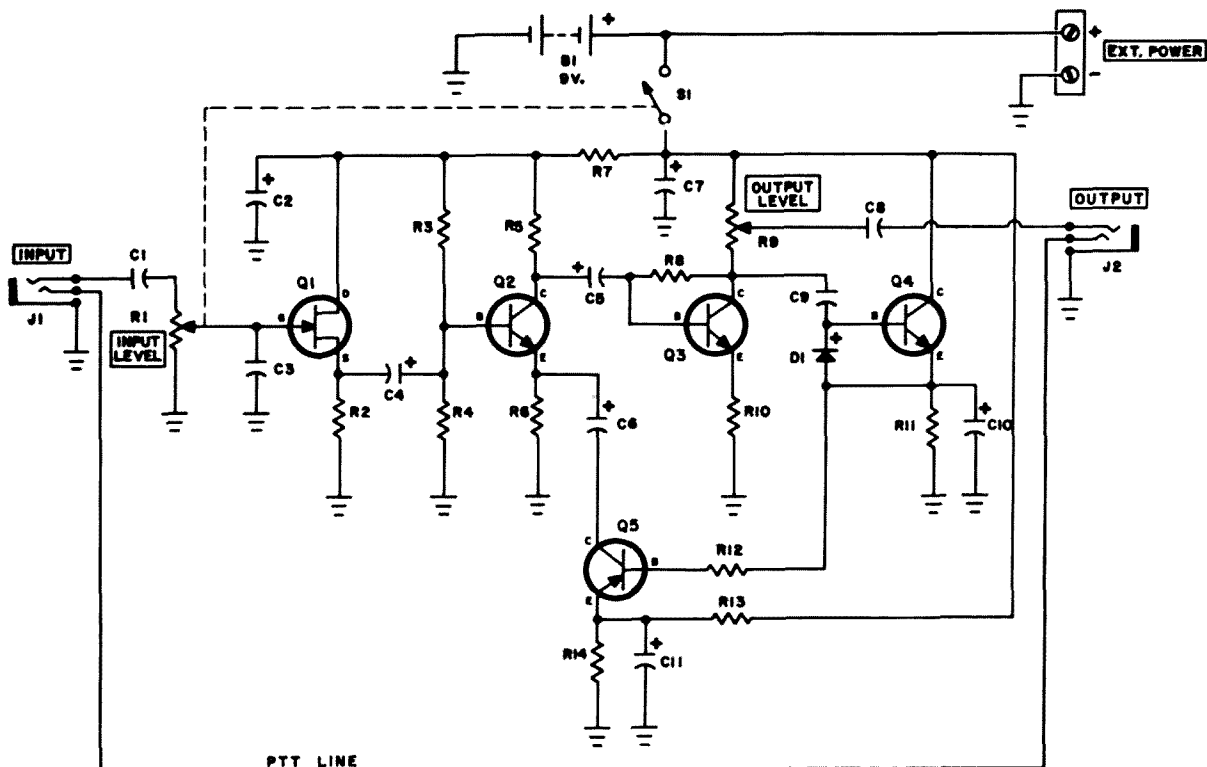 +
B1
9V.
+
EXT. POWER
-
S1
+
C2
R7
+
C7
OUTPUT
LEVEL
C8
OUTPUT
R3
R5
R9
J2
INPUT
C1
J1
R1
INPUT
LEVEL
Q1
D
G
S
C3
Q2
C
B
E
+
C5
R8
C
B
E
Q3
C9
Q4
C
B
E
+
D1
R2
C4
+
R4
R6
+
C6
R10
R11
+
C10
Q5
C
B
E
R12
R13
R14
+
C11
PTT LINE